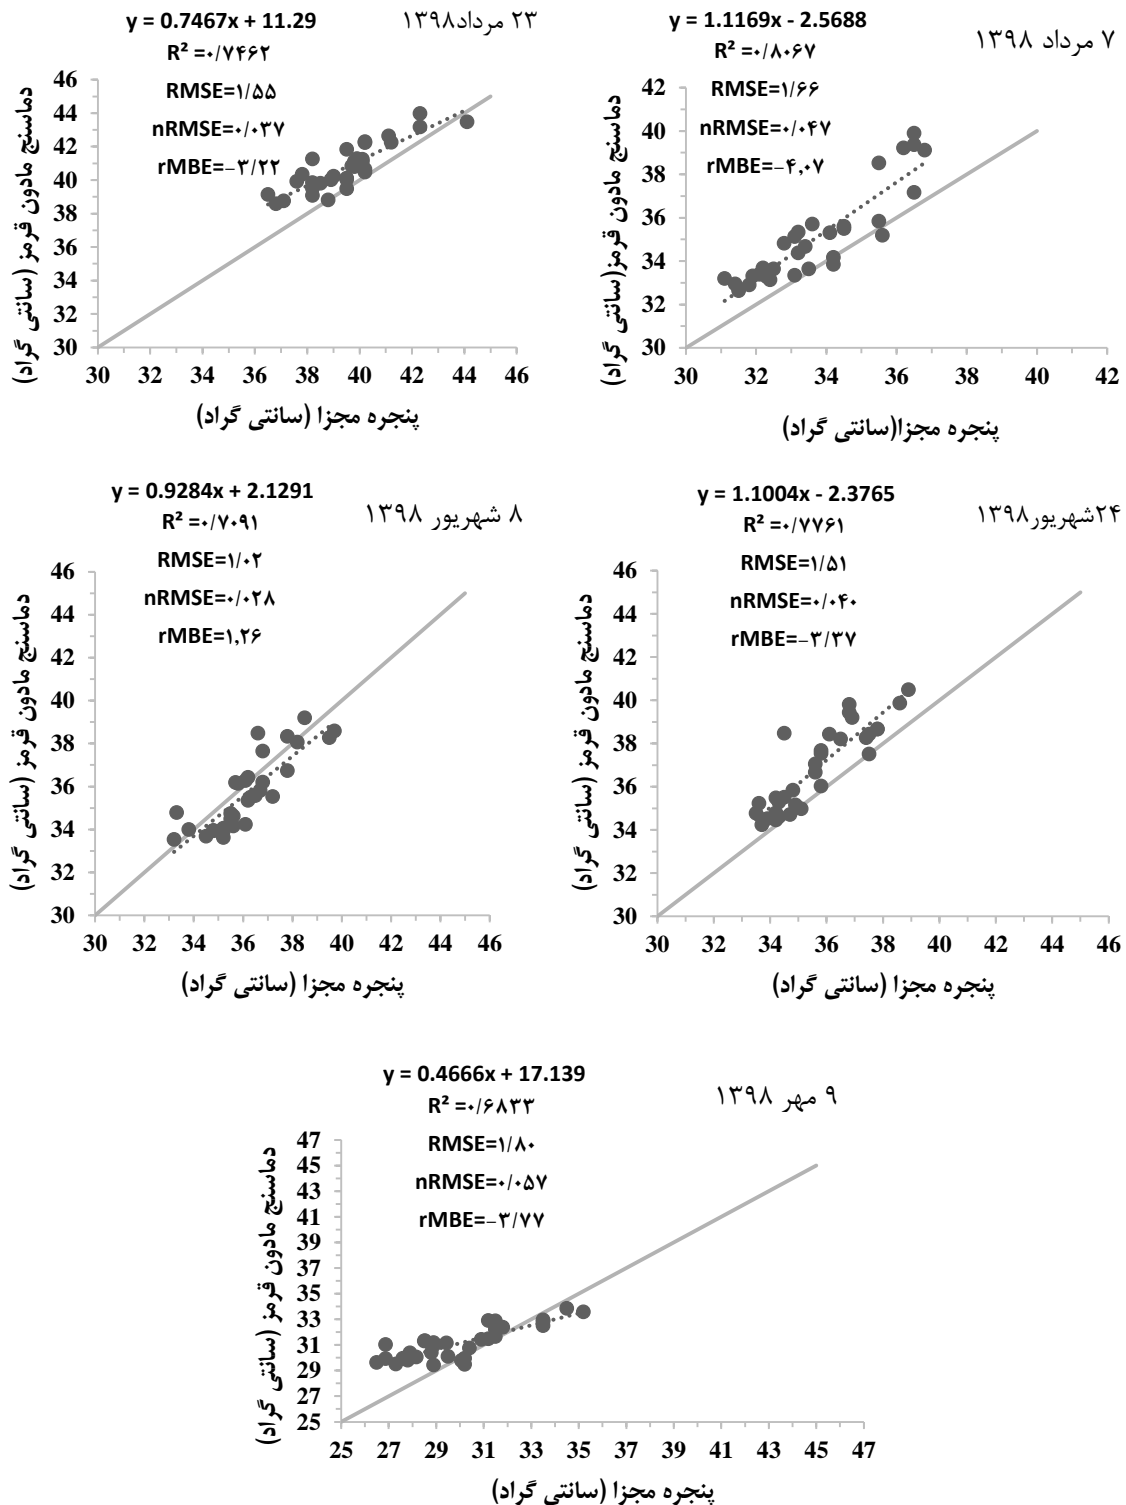 ۷ مرداد ۱۳۹۸
y = 1.1169x - 2.5688
R² =۰/۸۰۶۷
RMSE=۱/۶۶
nRMSE=۰/۰۴۷
rMBE=-۴,۰۷
دماسنج مادون قرمز(سانتی گراد)
42
40
38
36
34
32
30
30 32 34 36 38 40 42
پنجره مجزا(سانتی گراد)
۲۳ مرداد۱۳۹۸
y = 0.7467x + 11.29
R² =۰/۷۴۶۲
RMSE=۱/۵۵
nRMSE=۰/۰۳۷
rMBE=-۳/۲۲
دماسنج مادون قرمز (سانتی گراد)
46
44
42
40
38
36
34
32
30
30 32 34 36 38 40 42 44 46
پنجره مجزا (سانتی گراد)
۲۴شهریور۱۳۹۸
y = 1.1004x - 2.3765
R² =۰/۷۷۶۱
RMSE=۱/۵۱
nRMSE=۰/۰۴۰
rMBE=-۳/۳۷
دماسنج مادون قرمز (سانتی گراد)
46
44
42
40
38
36
34
32
30
30 32 34 36 38 40 42 44 46
پنجره مجزا (سانتی گراد)
۸ شهریور ۱۳۹۸
y = 0.9284x + 2.1291
R² =۰/۷۰۹۱
RMSE=۱/۰۲
nRMSE=۰/۰۲۸
rMBE=۱,۲۶
دماسنج مادون قرمز (سانتی گراد)
46
44
42
40
38
36
34
32
30
30 32 34 36 38 40 42 44 46
پنجره مجزا (سانتی گراد)
۹ مهر ۱۳۹۸
y = 0.4666x + 17.139
R² =۰/۶۸۳۳
RMSE=۱/۸۰
nRMSE=۰/۰۵۷
rMBE=-۳/۷۷
دماسنج مادون قرمز (سانتی گراد)
47
45
43
41
39
37
35
33
31
29
27
25
25 27 29 31 33 35 37 39 41 43 45 47
پنجره مجزا (سانتی گراد)